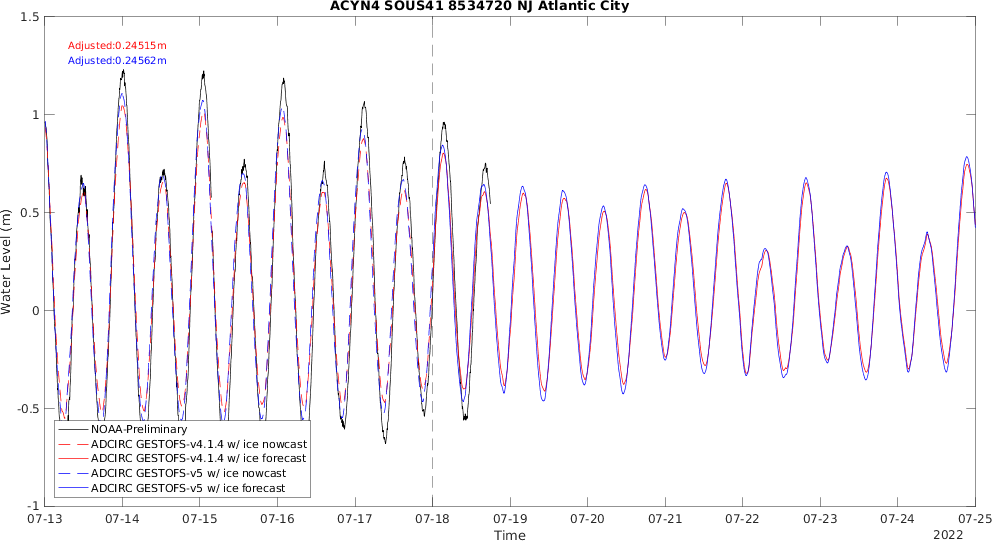 ACYN4 SOUS41 8534720 NJ Atlantic City
1.5
Adjusted:0.24515m
Adjusted:0.24562m
1
0.5
0
-0.5
-1
Water Level (m)
NOAA-Preliminary
ADCIRC GESTOFS-v4.1.4 w/ ice nowcast
ADCIRC GESTOFS-v4.1.4 w/ ice forecast
ADCIRC GESTOFS-v5 w/ ice nowcast
ADCIRC GESTOFS-v5 w/ ice forecast
07-13 07-14 07-15 07-16 07-17 07-18 07-19 07-20 07-21 07-22 07-23 07-24 07-25
Time
2022